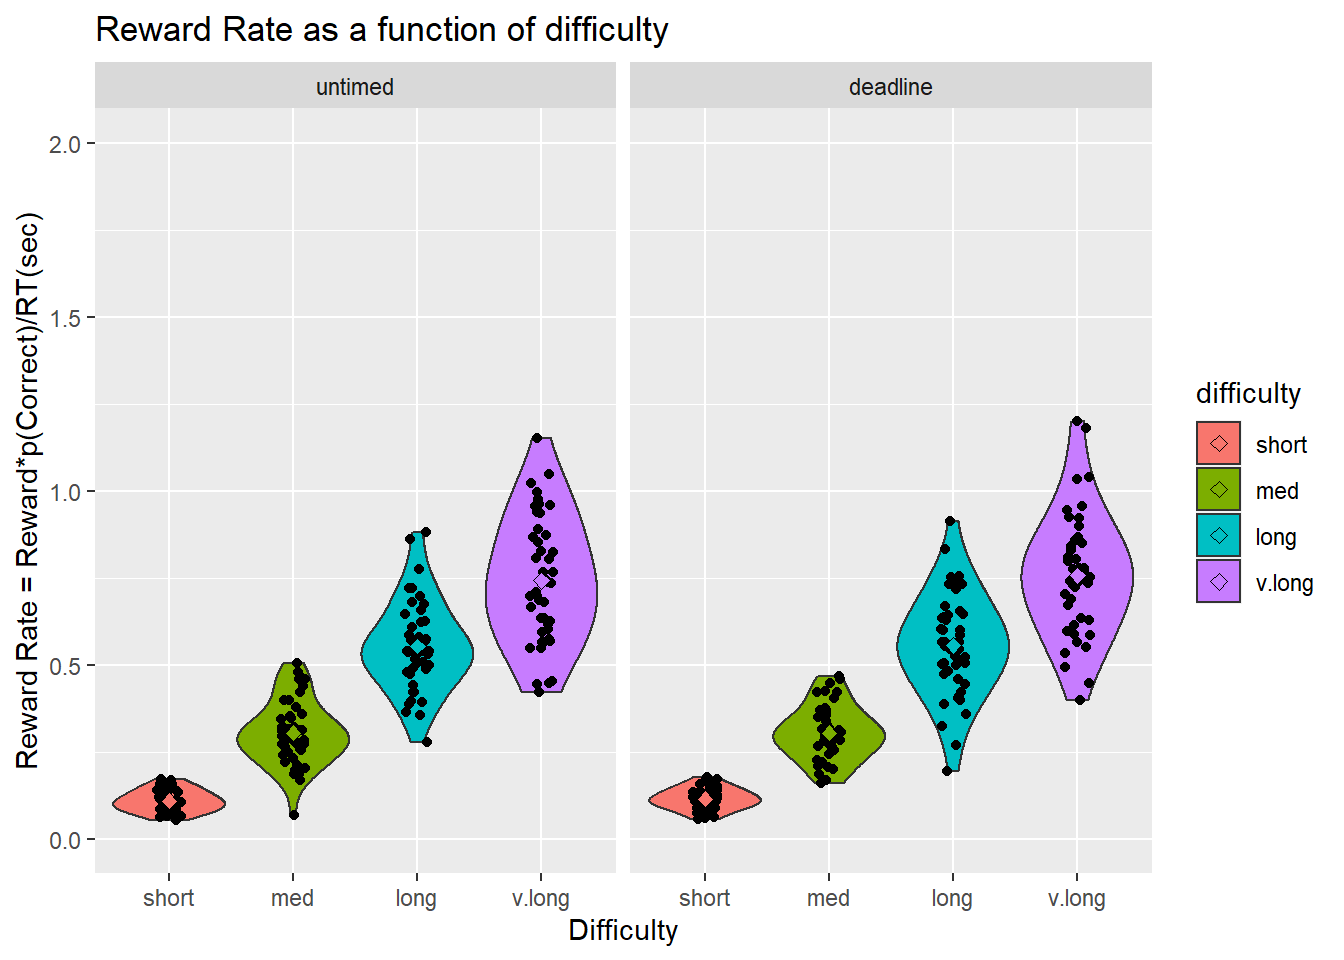 Reward Rate as a function of difficulty
untimed
deadline
Reward Rate = Reward*p(Correct)/RT(sec)
2.0
1.5
1.0
0.5
0.0
short med long v.long
short med long v.long
Difficulty
difficulty
short
med
long
v.long